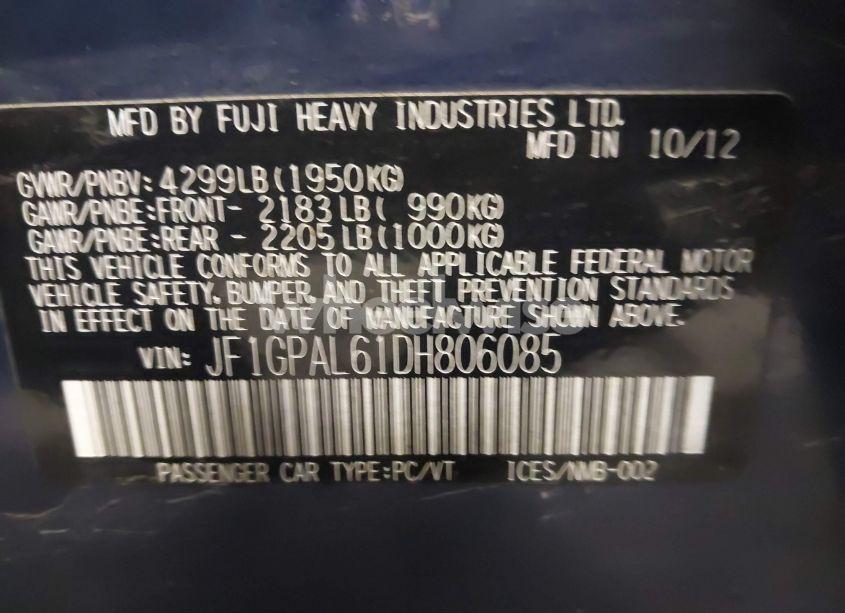 MFD BY FUJI HEAVY INDUSTRIES LTD.
MFD IN 10/12
GVWR/PNBV: 4299LB(1950KG)
GAWR/PNBE:FRONT- 2183LB( 990KG)
GAWR/PNBE:REAR - 2205LB(1000KG)
THIS VEHICLE CONFORMS TO ALL APPLICABLE FEDERAL MOTOR
VEHICLE SAFETY, BUMPER, AND THEFT PREVENTION STANDARDS
IN EFFECT ON THE DATE OF MANUFACTURE SHOWN ABOVE.
VIN: JF1GPAL61DH806085
PASSENGER CAR TYPE:PC/VT ICES/NMB-002